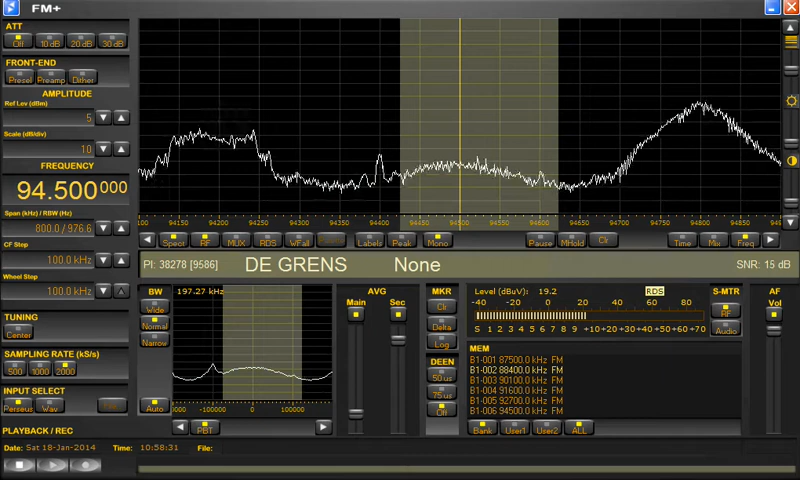 FM+
ATT
Off 10 dB 20 dB 30 dB
FRONT-END
Presel Preamp Dither
AMPLITUDE
Ref Lev (dBm)
5
Scale (dB/div)
10
FREQUENCY
94.500000
Span (kHz) / RBW (Hz)
800.0 / 976.6
CF Step
100.0 kHz
Wheel Step
100.0 kHz
TUNING
Center
SAMPLING RATE (kS/s)
500 1000 2000
INPUT SELECT
Perseus Wav
PLAYBACK / REC
100 94150 94200 94250 94300 94350 94400 94450 94500 94550 94600 94650 94700 94750 94800 94850 9490
Spect RF MUX RDS WFall Labels Peak Mono Pause MHold Clr Time Mix Freq
PI: 38278 [9586] DE GRENS None SNR: 15 dB
BW
Wide
Normal
Narrow
Auto
197.27 kHz
-100000 0 100000
PBT
AVG
Main Sec
MKR
Clr
Delta
Log
DEEN
50 us
75 us
Off
Level (dBuV): 19.2 RDS
-40 -20 0 20 40 60 80
S 1 2 3 4 5 6 7 8 9 +10 +20 +30 +40 +50 +60 +70
S-MTR
RF
Audio
AF
Vol
MEM
B1-001 87500.0 kHz FM
B1-002 88400.0 kHz FM
B1-003 90100.0 kHz FM
B1-004 91600.0 kHz FM
B1-005 92700.0 kHz FM
B1-006 94500.0 kHz FM
Bank User1 User2 ALL
Date: Sat 18-Jan-2014 Time: 10:58:31 File: